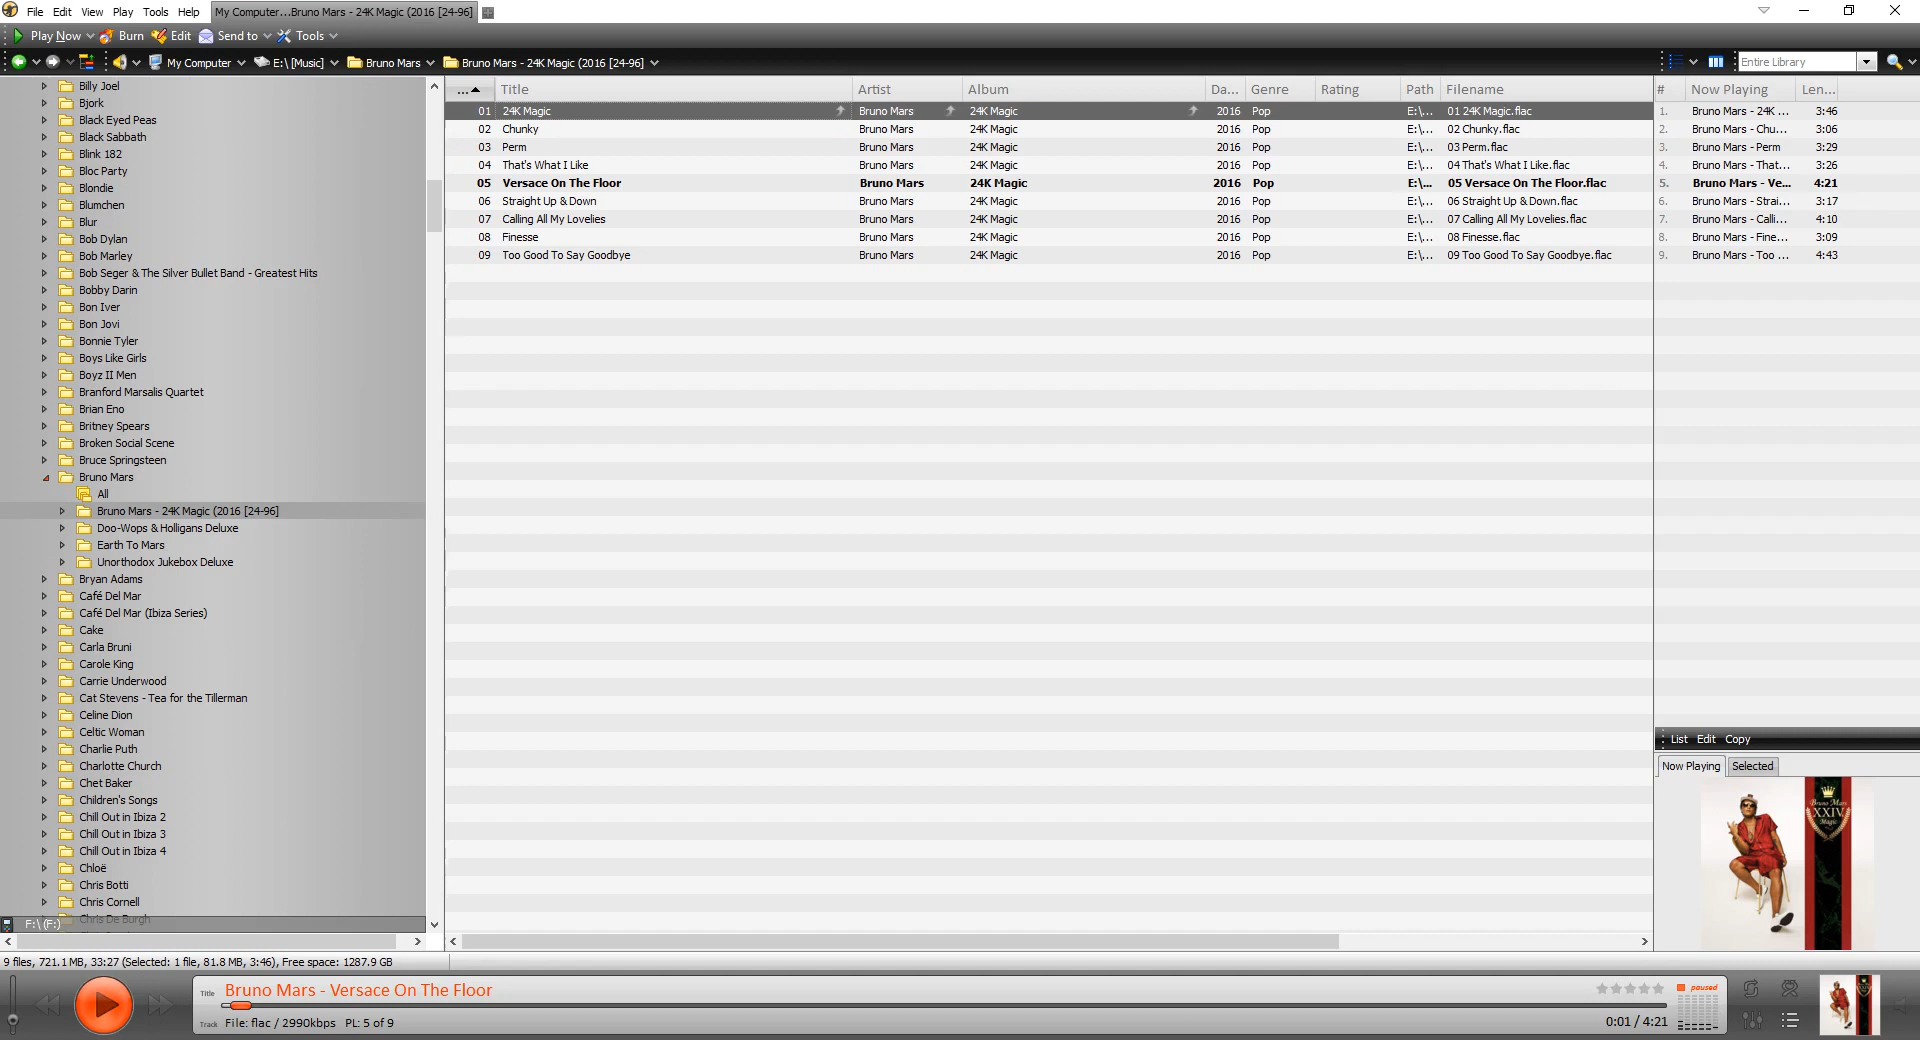 File Edit View Play Tools Help My Computer...Bruno Mars - 24K Magic (2016 [24-96]
Play Now Burn Edit Send to Tools
My Computer E:\ [Music] Bruno Mars Bruno Mars - 24K Magic (2016 [24-96] Entire Library
Billy Joel
Bjork
Black Eyed Peas
Black Sabbath
Blink 182
Bloc Party
Blondie
Blumchen
Blur
Bob Dylan
Bob Marley
Bob Seger & The Silver Bullet Band - Greatest Hits
Bobby Darin
Bon Iver
Bon Jovi
Bonnie Tyler
Boys Like Girls
Boyz II Men
Branford Marsalis Quartet
Brian Eno
Britney Spears
Broken Social Scene
Bruce Springsteen
Bruno Mars
All
Bruno Mars - 24K Magic (2016 [24-96]
Doo-Wops & Holligans Deluxe
Earth To Mars
Unorthodox Jukebox Deluxe
Bryan Adams
Café Del Mar
Café Del Mar (Ibiza Series)
Cake
Carla Bruni
Carole King
Carrie Underwood
Cat Stevens - Tea for the Tillerman
Celine Dion
Celtic Woman
Charlie Puth
Charlotte Church
Chet Baker
Children's Songs
Chill Out in Ibiza 2
Chill Out in Ibiza 3
Chill Out in Ibiza 4
Chloë
Chris Botti
Chris Cornell
Chris De Burgh
F:\ (F:)
... Title Artist Album Da... Genre Rating Path Filename
01 24K Magic Bruno Mars 24K Magic 2016 Pop E:\... 01 24K Magic.flac
02 Chunky Bruno Mars 24K Magic 2016 Pop E:\... 02 Chunky.flac
03 Perm Bruno Mars 24K Magic 2016 Pop E:\... 03 Perm.flac
04 That's What I Like Bruno Mars 24K Magic 2016 Pop E:\... 04 That's What I Like.flac
05 Versace On The Floor Bruno Mars 24K Magic 2016 Pop E:\... 05 Versace On The Floor.flac
06 Straight Up & Down Bruno Mars 24K Magic 2016 Pop E:\... 06 Straight Up & Down.flac
07 Calling All My Lovelies Bruno Mars 24K Magic 2016 Pop E:\... 07 Calling All My Lovelies.flac
08 Finesse Bruno Mars 24K Magic 2016 Pop E:\... 08 Finesse.flac
09 Too Good To Say Goodbye Bruno Mars 24K Magic 2016 Pop E:\... 09 Too Good To Say Goodbye.flac
# Now Playing Len...
1. Bruno Mars - 24K ... 3:46
2. Bruno Mars - Chu... 3:06
3. Bruno Mars - Perm 3:29
4. Bruno Mars - That... 3:26
5. Bruno Mars - Ve... 4:21
6. Bruno Mars - Strai... 3:17
7. Bruno Mars - Calli... 4:10
8. Bruno Mars - Fine... 3:09
9. Bruno Mars - Too ... 4:43
List Edit Copy
Now Playing Selected
Bruno Mars
XXIV
Magic
9 files, 721.1 MB, 33:27 (Selected: 1 file, 81.8 MB, 3:46), Free space: 1287.9 GB
Title Bruno Mars - Versace On The Floor paused
Track File: flac / 2990kbps PL: 5 of 9 0:01 / 4:21